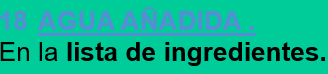 18 AGUA AÑADIDA .
En la lista de ingredientes.